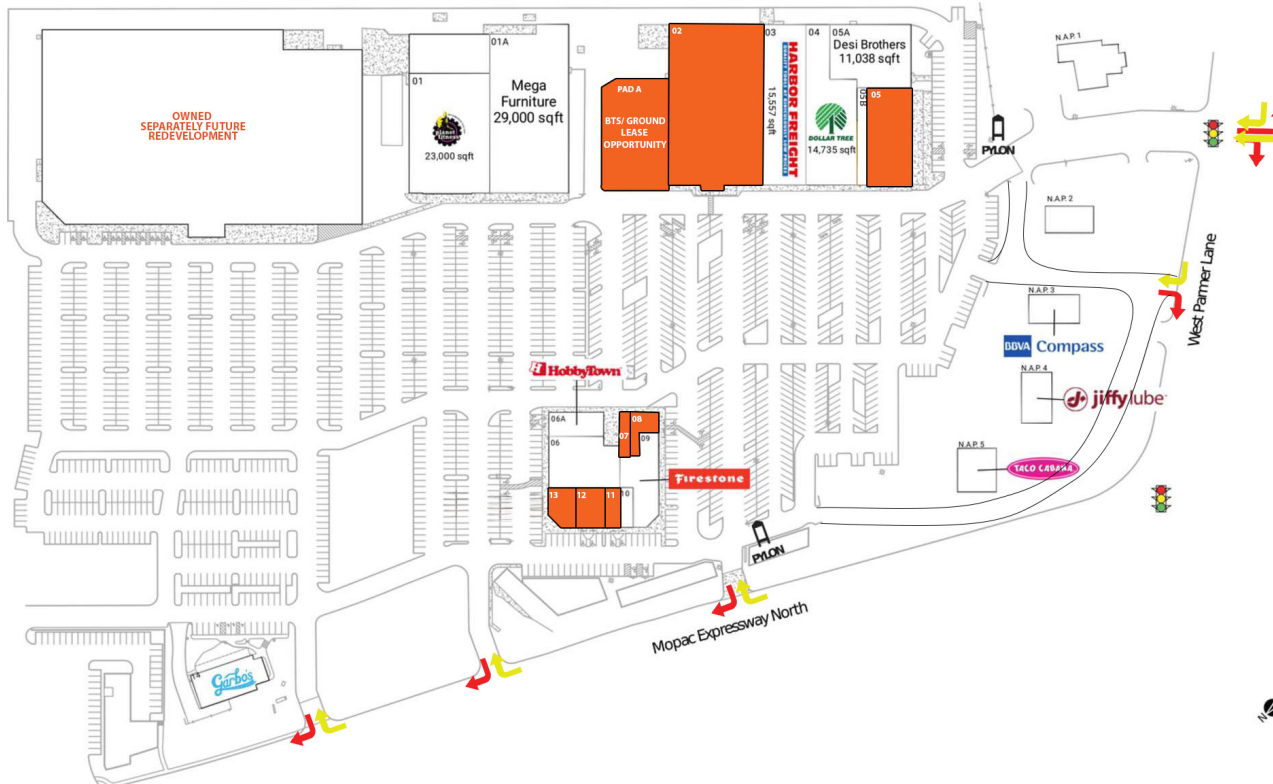 OWNED
SEPARATELY FUTURE
REDEVELOPMENT
01
planet
fitness
23,000 sqft
01A
Mega
Furniture
29,000 sqft
PAD A
BTS/ GROUND
LEASE
OPPORTUNITY
02
03
HARBOR FREIGHT
15,557 sqft
04
DOLLAR TREE
14,735 sqft
05A
Desi Brothers
11,038 sqft
05B
05
PYLON
N.A.P. 1
N.A.P. 2
West Parmer Lane
N.A.P. 3
BBVA Compass
N.A.P. 4
jiffylube
N.A.P. 5
TACO CABANA
HobbyTown
06A
06
07
08
09
Firestone
13
12
11
10
PYLON
Mopac Expressway North
14
Garbo's
N